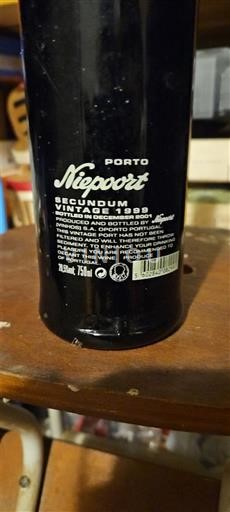 PORTO
Niepoort
SECUNDUM
VINTAGE 1999
BOTTLED IN DECEMBER 2001
PRODUCED AND BOTTLED BY Niepoort
(VINHOS) S.A. OPORTO PORTUGAL.
THIS VINTAGE PORT HAS NOT BEEN
FILTERED AND WILL THEREFORE THROW
SEDIMENT. TO ENHANCE YOUR DRINKING
PLEASURE YOU ARE RECOMMENDED TO
DECANT THIS WINE. PRODUCE
OF PORTUGAL.
750ml